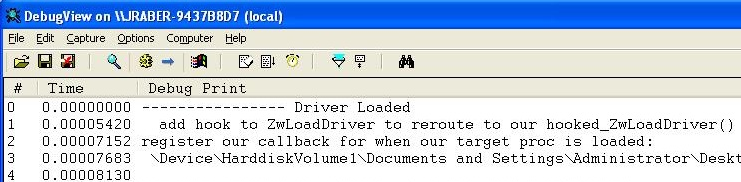 DebugView on \\JRABER-9437B8D7 (local)
File Edit Capture Options Computer Help
# Time Debug Print
0 0.00000000 ---------------- Driver Loaded
1 0.00005420 add hook to ZwLoadDriver to reroute to our hooked_ZwLoadDriver()
2 0.00007152 register our callback for when our target proc is loaded:
3 0.00007683 \Device\HarddiskVolume1\Documents and Settings\Administrator\Deskt
4 0.00008130